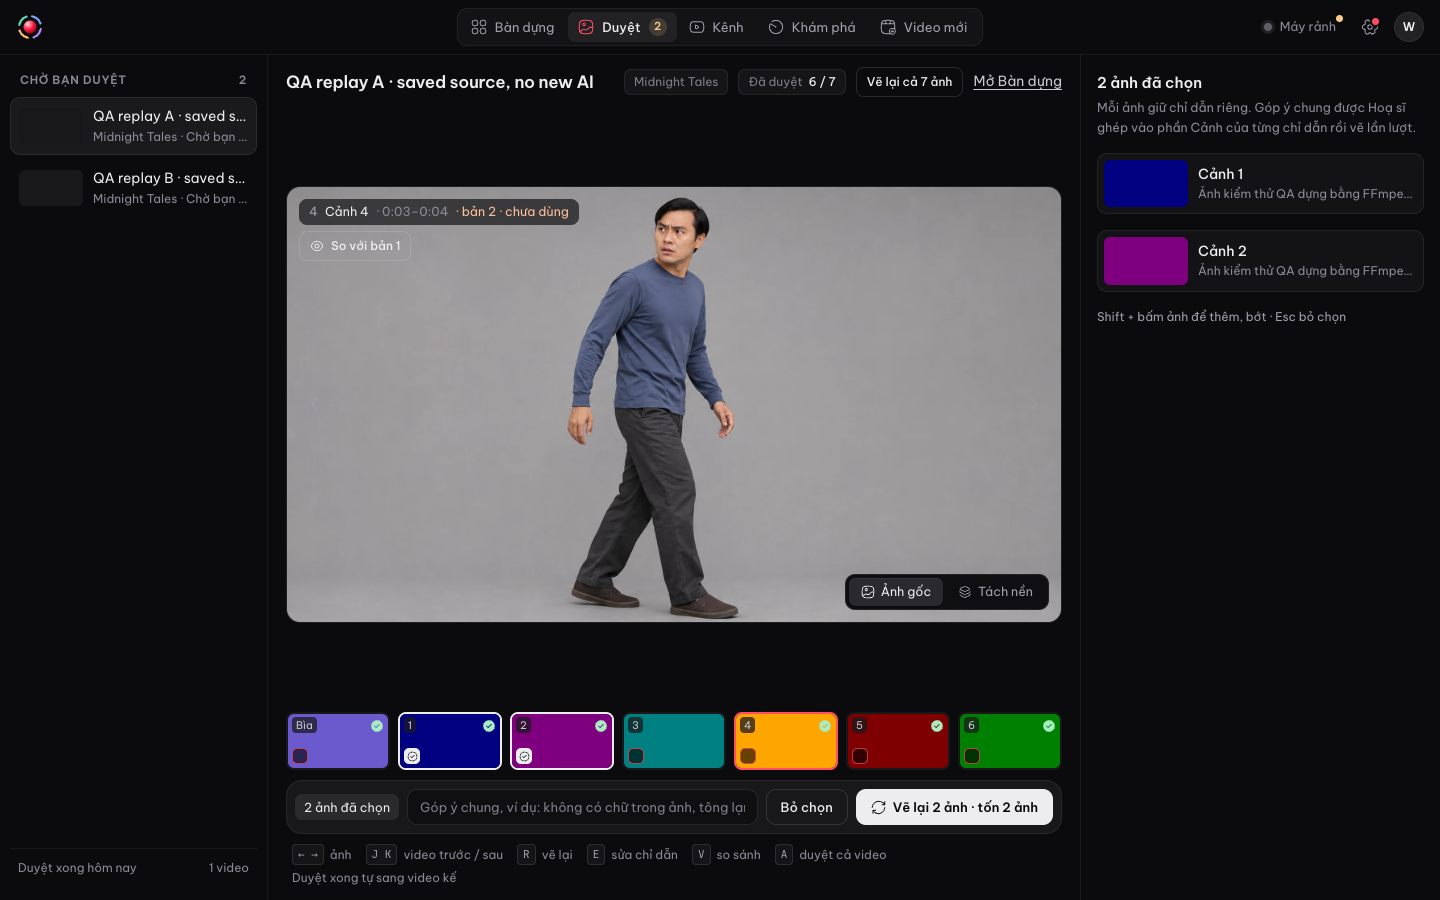 Bàn dựng
Duyệt 2
Kênh
Khám phá
Video mới
Máy rảnh
W
CHỜ BẠN DUYỆT 2
QA replay A · saved s...
Midnight Tales · Chờ bạn ...
QA replay B · saved s...
Midnight Tales · Chờ bạn ...
Duyệt xong hôm nay 1 video
QA replay A · saved source, no new AI
Midnight Tales
Đã duyệt 6 / 7
Vẽ lại cả 7 ảnh
Mở Bàn dựng
4 Cảnh 4 · 0:03–0:04 · bản 2 · chưa dùng
So với bản 1
Ảnh gốc
Tách nền
Bìa
1
2
3
4
5
6
2 ảnh đã chọn
Góp ý chung, ví dụ: không có chữ trong ảnh, tông lạ
Bỏ chọn
Vẽ lại 2 ảnh · tốn 2 ảnh
← → ảnh
J K video trước / sau
R vẽ lại
E sửa chỉ dẫn
V so sánh
A duyệt cả video
Duyệt xong tự sang video kế
2 ảnh đã chọn
Mỗi ảnh giữ chỉ dẫn riêng. Góp ý chung được Hoạ sĩ
ghép vào phần Cảnh của từng chỉ dẫn rồi vẽ lần lượt.
Cảnh 1
Ảnh kiểm thử QA dựng bằng FFmpe...
Cảnh 2
Ảnh kiểm thử QA dựng bằng FFmpe...
Shift + bấm ảnh để thêm, bớt · Esc bỏ chọn